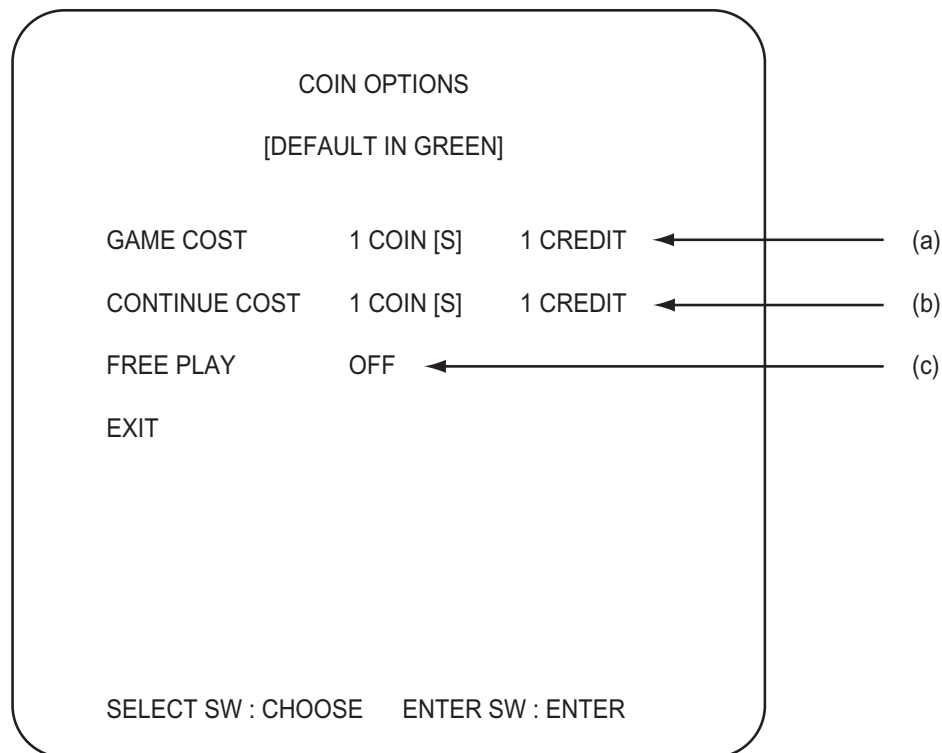 COIN OPTIONS
[DEFAULT IN GREEN]
GAME COST 1 COIN [S] 1 CREDIT (a)
CONTINUE COST 1 COIN [S] 1 CREDIT (b)
FREE PLAY OFF (c)
EXIT
SELECT SW : CHOOSE ENTER SW : ENTER